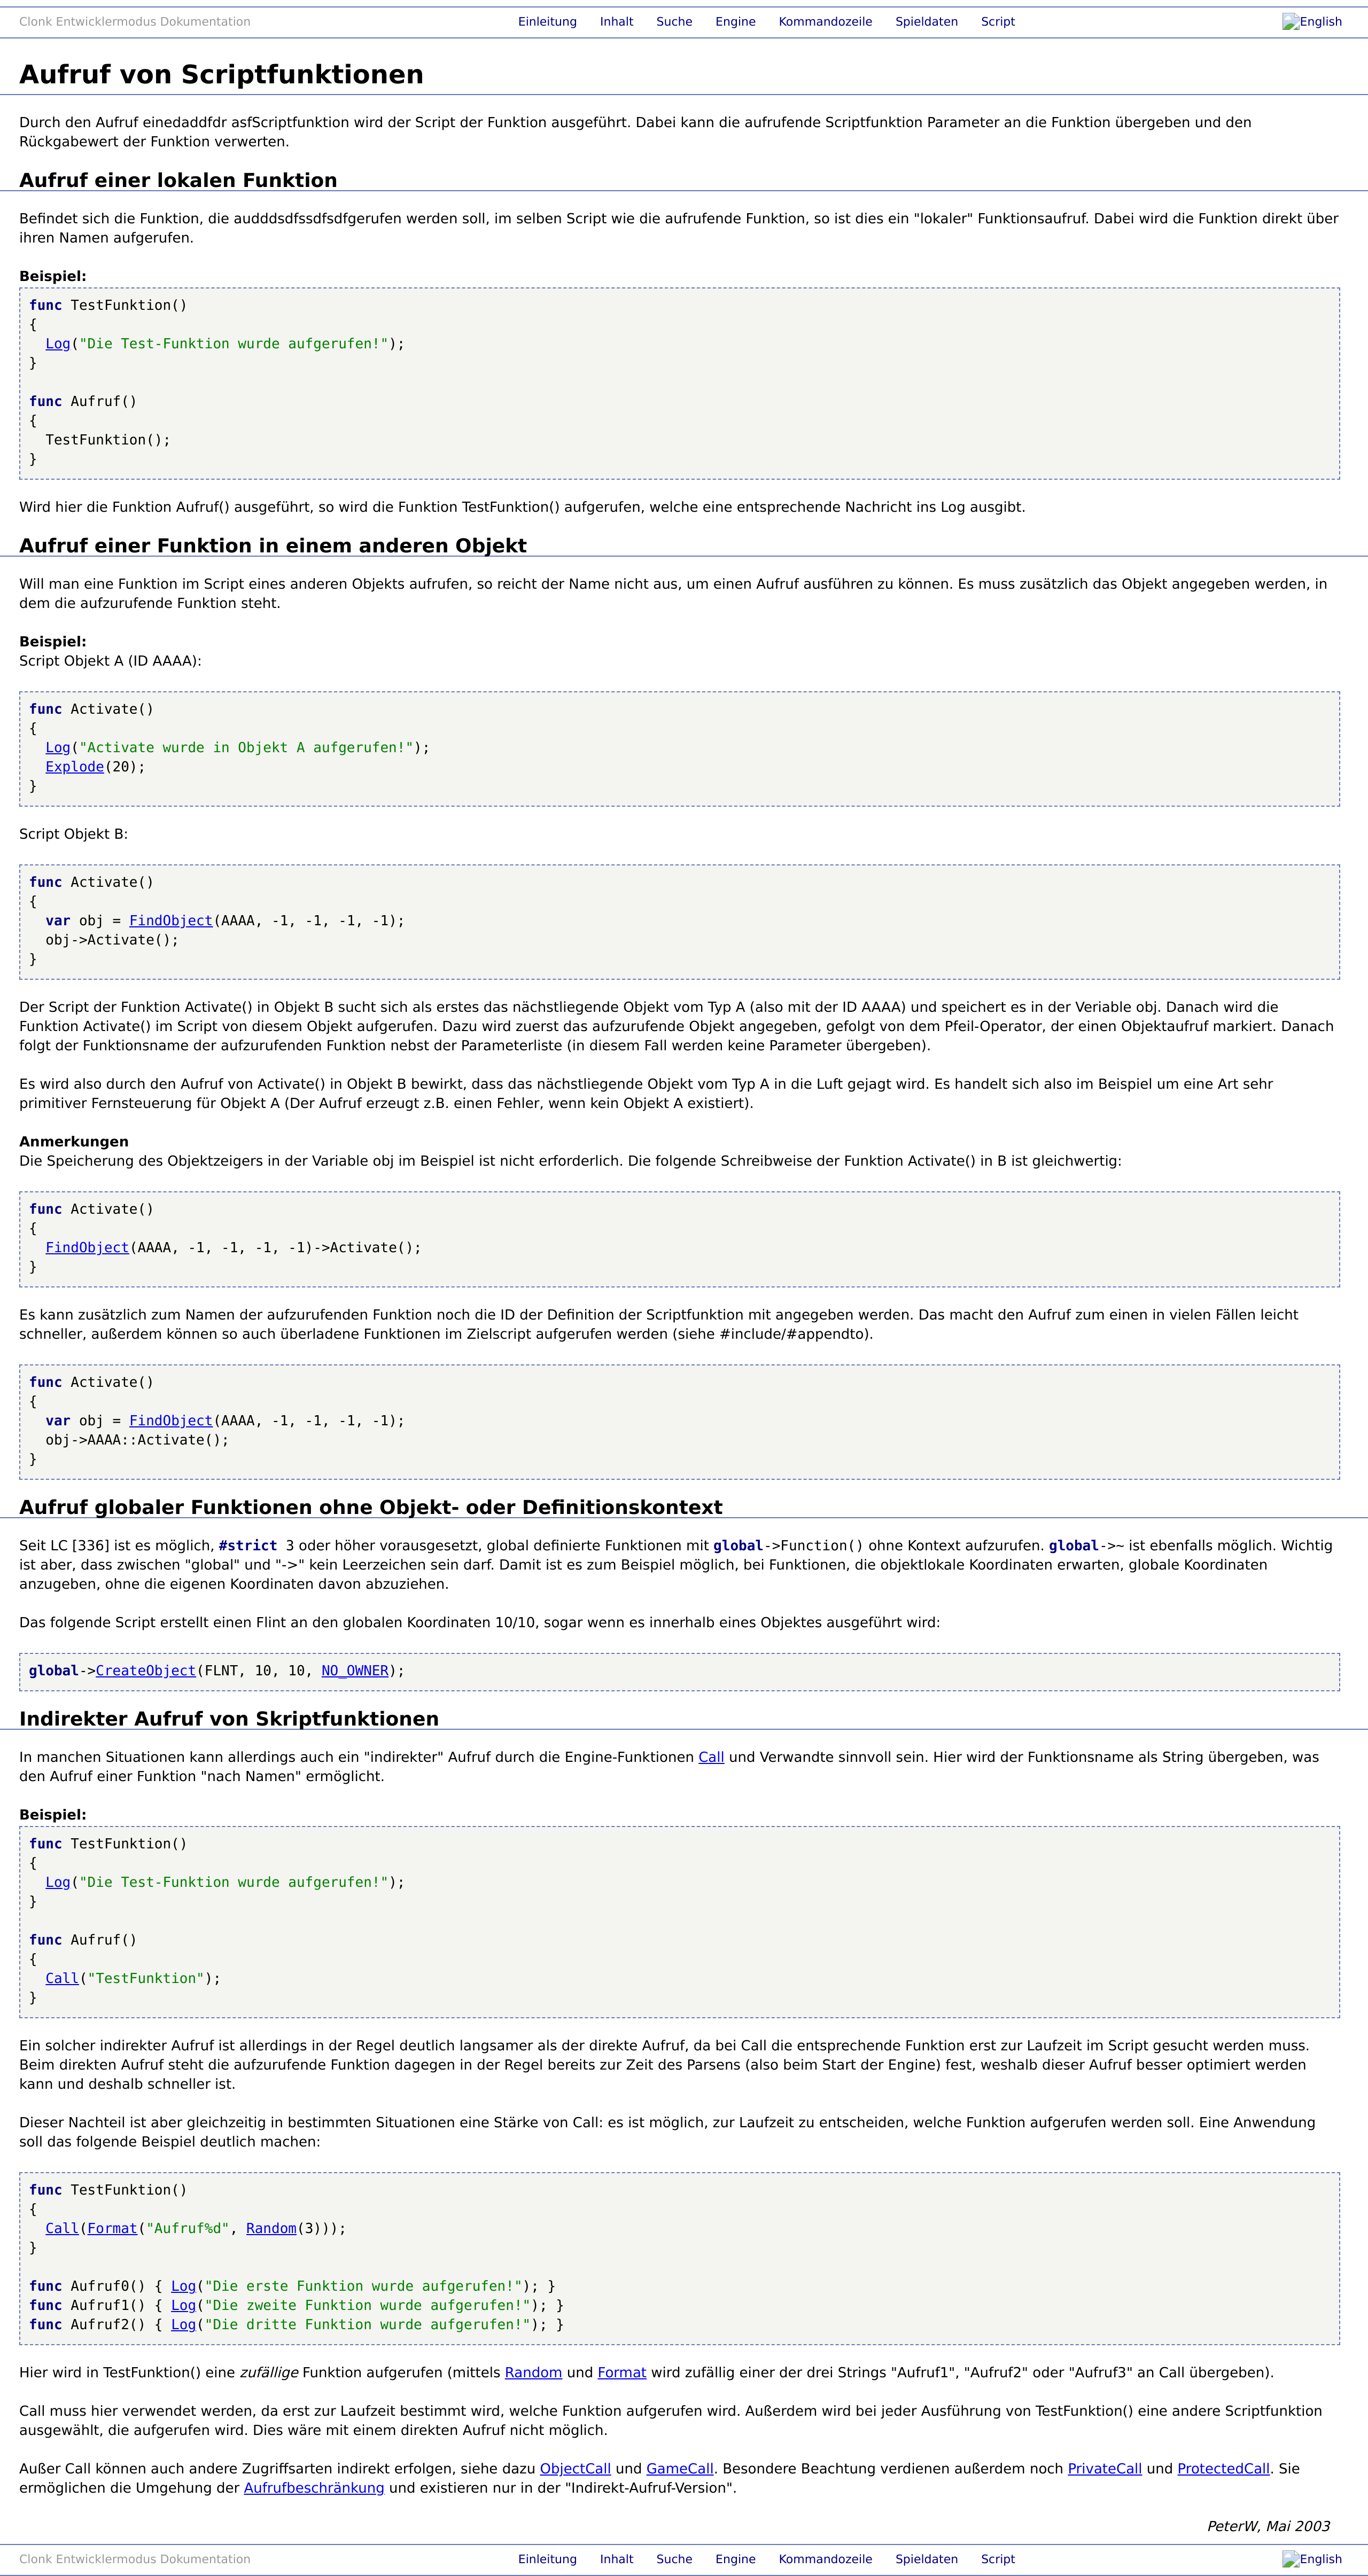 Clonk Entwicklermodus Dokumentation Einleitung Inhalt Suche Engine Kommandozeile Spieldaten Script English
Aufruf von Scriptfunktionen
Durch den Aufruf einedaddfdr asfScriptfunktion wird der Script der Funktion ausgeführt. Dabei kann die aufrufende Scriptfunktion Parameter an die Funktion übergeben und den
Rückgabewert der Funktion verwerten.
Aufruf einer lokalen Funktion
Befindet sich die Funktion, die audddsdfssdfsdfgerufen werden soll, im selben Script wie die aufrufende Funktion, so ist dies ein "lokaler" Funktionsaufruf. Dabei wird die Funktion direkt über
ihren Namen aufgerufen.
Beispiel:
func TestFunktion()
{
  Log("Die Test-Funktion wurde aufgerufen!");
}
func Aufruf()
{
  TestFunktion();
}
Wird hier die Funktion Aufruf() ausgeführt, so wird die Funktion TestFunktion() aufgerufen, welche eine entsprechende Nachricht ins Log ausgibt.
Aufruf einer Funktion in einem anderen Objekt
Will man eine Funktion im Script eines anderen Objekts aufrufen, so reicht der Name nicht aus, um einen Aufruf ausführen zu können. Es muss zusätzlich das Objekt angegeben werden, in
dem die aufzurufende Funktion steht.
Beispiel:
Script Objekt A (ID AAAA):
func Activate()
{
  Log("Activate wurde in Objekt A aufgerufen!");
  Explode(20);
}
Script Objekt B:
func Activate()
{
  var obj = FindObject(AAAA, -1, -1, -1, -1);
  obj->Activate();
}
Der Script der Funktion Activate() in Objekt B sucht sich als erstes das nächstliegende Objekt vom Typ A (also mit der ID AAAA) und speichert es in der Variable obj. Danach wird die
Funktion Activate() im Script von diesem Objekt aufgerufen. Dazu wird zuerst das aufzurufende Objekt angegeben, gefolgt von dem Pfeil-Operator, der einen Objektaufruf markiert. Danach
folgt der Funktionsname der aufzurufenden Funktion nebst der Parameterliste (in diesem Fall werden keine Parameter übergeben).
Es wird also durch den Aufruf von Activate() in Objekt B bewirkt, dass das nächstliegende Objekt vom Typ A in die Luft gejagt wird. Es handelt sich also im Beispiel um eine Art sehr
primitiver Fernsteuerung für Objekt A (Der Aufruf erzeugt z.B. einen Fehler, wenn kein Objekt A existiert).
Anmerkungen
Die Speicherung des Objektzeigers in der Variable obj im Beispiel ist nicht erforderlich. Die folgende Schreibweise der Funktion Activate() in B ist gleichwertig:
func Activate()
{
  FindObject(AAAA, -1, -1, -1, -1)->Activate();
}
Es kann zusätzlich zum Namen der aufzurufenden Funktion noch die ID der Definition der Scriptfunktion mit angegeben werden. Das macht den Aufruf zum einen in vielen Fällen leicht
schneller, außerdem können so auch überladene Funktionen im Zielscript aufgerufen werden (siehe #include/#appendto).
func Activate()
{
  var obj = FindObject(AAAA, -1, -1, -1, -1);
  obj->AAAA::Activate();
}
Aufruf globaler Funktionen ohne Objekt- oder Definitionskontext
Seit LC [336] ist es möglich, #strict 3 oder höher vorausgesetzt, global definierte Funktionen mit global->Function() ohne Kontext aufzurufen. global->~ ist ebenfalls möglich. Wichtig
ist aber, dass zwischen "global" und "->" kein Leerzeichen sein darf. Damit ist es zum Beispiel möglich, bei Funktionen, die objektlokale Koordinaten erwarten, globale Koordinaten
anzugeben, ohne die eigenen Koordinaten davon abzuziehen.
Das folgende Script erstellt einen Flint an den globalen Koordinaten 10/10, sogar wenn es innerhalb eines Objektes ausgeführt wird:
global->CreateObject(FLNT, 10, 10, NO_OWNER);
Indirekter Aufruf von Skriptfunktionen
In manchen Situationen kann allerdings auch ein "indirekter" Aufruf durch die Engine-Funktionen Call und Verwandte sinnvoll sein. Hier wird der Funktionsname als String übergeben, was
den Aufruf einer Funktion "nach Namen" ermöglicht.
Beispiel:
func TestFunktion()
{
  Log("Die Test-Funktion wurde aufgerufen!");
}
func Aufruf()
{
  Call("TestFunktion");
}
Ein solcher indirekter Aufruf ist allerdings in der Regel deutlich langsamer als der direkte Aufruf, da bei Call die entsprechende Funktion erst zur Laufzeit im Script gesucht werden muss.
Beim direkten Aufruf steht die aufzurufende Funktion dagegen in der Regel bereits zur Zeit des Parsens (also beim Start der Engine) fest, weshalb dieser Aufruf besser optimiert werden
kann und deshalb schneller ist.
Dieser Nachteil ist aber gleichzeitig in bestimmten Situationen eine Stärke von Call: es ist möglich, zur Laufzeit zu entscheiden, welche Funktion aufgerufen werden soll. Eine Anwendung
soll das folgende Beispiel deutlich machen:
func TestFunktion()
{
  Call(Format("Aufruf%d", Random(3)));
}
func Aufruf0() { Log("Die erste Funktion wurde aufgerufen!"); }
func Aufruf1() { Log("Die zweite Funktion wurde aufgerufen!"); }
func Aufruf2() { Log("Die dritte Funktion wurde aufgerufen!"); }
Hier wird in TestFunktion() eine zufällige Funktion aufgerufen (mittels Random und Format wird zufällig einer der drei Strings "Aufruf1", "Aufruf2" oder "Aufruf3" an Call übergeben).
Call muss hier verwendet werden, da erst zur Laufzeit bestimmt wird, welche Funktion aufgerufen wird. Außerdem wird bei jeder Ausführung von TestFunktion() eine andere Scriptfunktion
ausgewählt, die aufgerufen wird. Dies wäre mit einem direkten Aufruf nicht möglich.
Außer Call können auch andere Zugriffsarten indirekt erfolgen, siehe dazu ObjectCall und GameCall. Besondere Beachtung verdienen außerdem noch PrivateCall und ProtectedCall. Sie
ermöglichen die Umgehung der Aufrufbeschränkung und existieren nur in der "Indirekt-Aufruf-Version".
PeterW, Mai 2003
Clonk Entwicklermodus Dokumentation Einleitung Inhalt Suche Engine Kommandozeile Spieldaten Script English